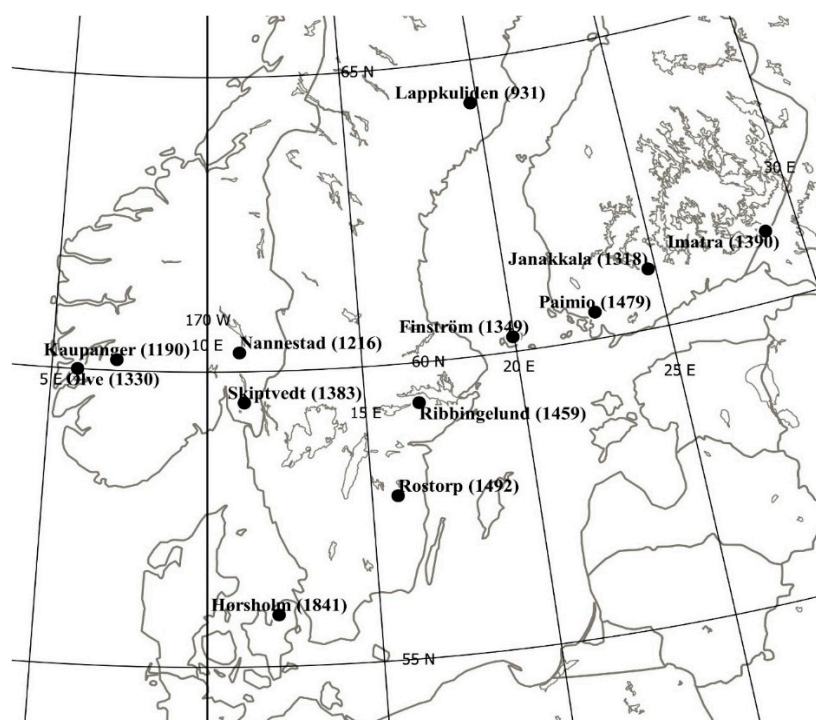 65 N
Lappkuliden (931)
30 E
Imatra (1390)
Janakkala (1318)
Paimio (1479)
170 W
Finström (1349)
Nannestad (1216)
10 E
Kaupanger (1190)
60 N
20 E
25 E
5 E
Ølve (1330)
Skiptvedt (1383)
15 E
Ribbingelund (1459)
Rostorp (1492)
Hørsholm (1841)
55 N